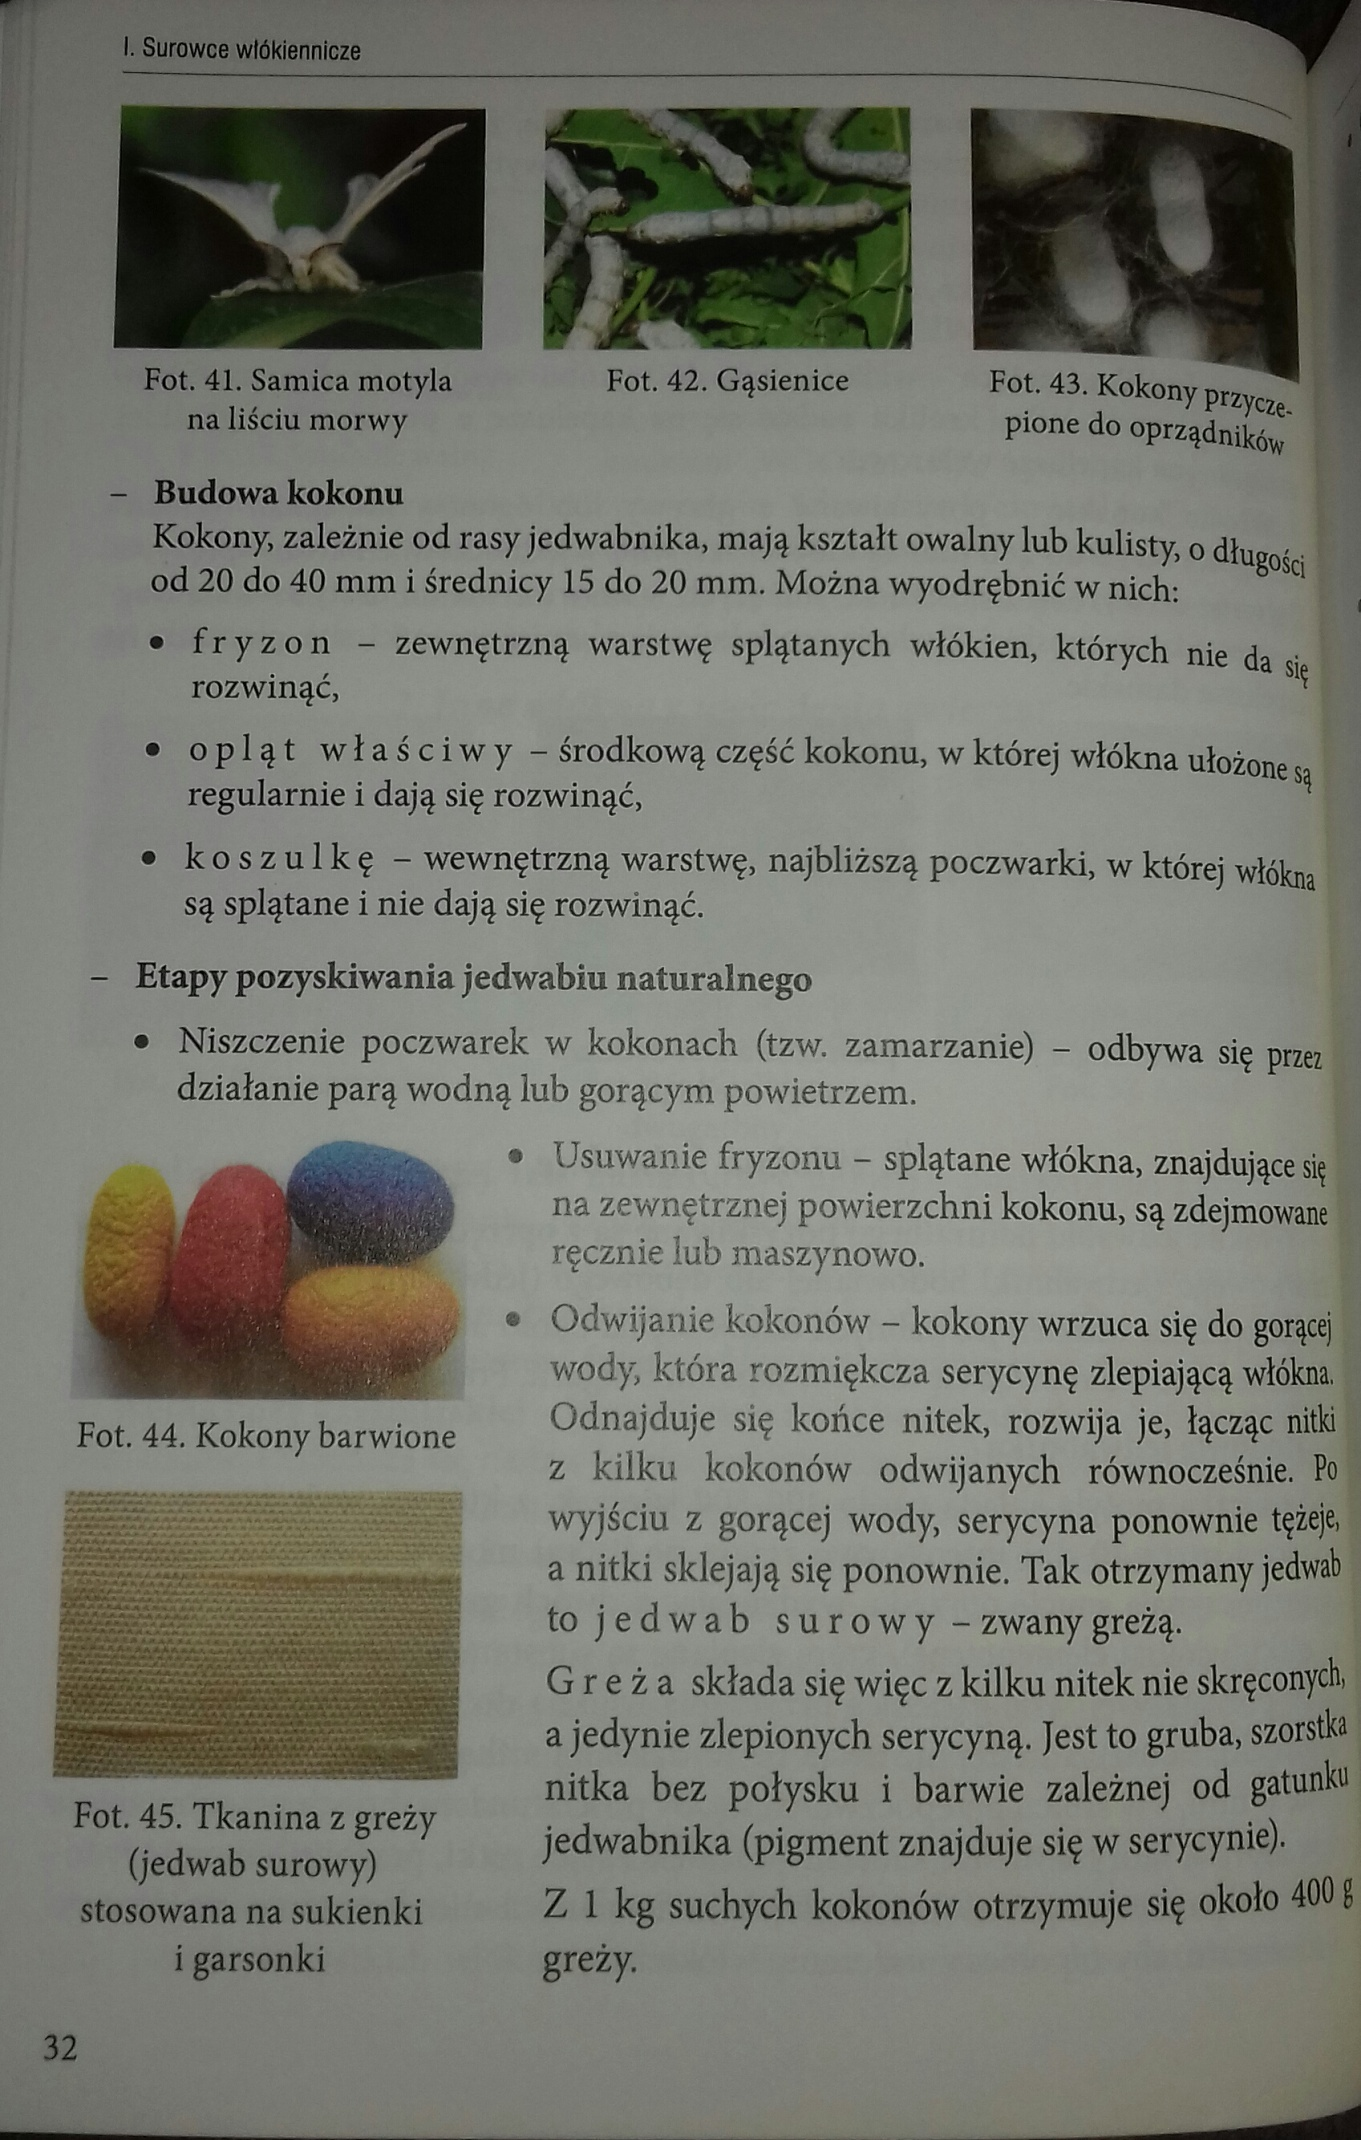 I. Surowce włókiennicze
Fot. 41. Samica motyla
na liściu morwy
Fot. 42. Gąsienice
Fot. 43. Kokony przycze-
pione do oprządników
– Budowa kokonu
Kokony, zależnie od rasy jedwabnika, mają kształt owalny lub kulisty, o długości
od 20 do 40 mm i średnicy 15 do 20 mm. Można wyodrębnić w nich:
• fryzon – zewnętrzną warstwę splątanych włókien, których nie da się
rozwinąć,
• opląt właściwy – środkową część kokonu, w której włókna ułożone są
regularnie i dają się rozwinąć,
• koszulkę – wewnętrzną warstwę, najbliższą poczwarki, w której włókna
są splątane i nie dają się rozwinąć.
– Etapy pozyskiwania jedwabiu naturalnego
• Niszczenie poczwarek w kokonach (tzw. zamarzanie) – odbywa się przez
działanie parą wodną lub gorącym powietrzem.
• Usuwanie fryzonu – splątane włókna, znajdujące się
na zewnętrznej powierzchni kokonu, są zdejmowane
ręcznie lub maszynowo.
• Odwijanie kokonów – kokony wrzuca się do gorącej
wody, która rozmiękcza serycynę zlepiającą włókna.
Odnajduje się końce nitek, rozwija je, łącząc nitki
z kilku kokonów odwijanych równocześnie. Po
wyjściu z gorącej wody, serycyna ponownie tężeje,
a nitki sklejają się ponownie. Tak otrzymany jedwab
to jedwab surowy – zwany greżą.
Greża składa się więc z kilku nitek nie skręconych,
a jedynie zlepionych serycyną. Jest to gruba, szorstka
nitka bez połysku i barwie zależnej od gatunku
jedwabnika (pigment znajduje się w serycynie).
Z 1 kg suchych kokonów otrzymuje się około 400 g
greży.
Fot. 44. Kokony barwione
Fot. 45. Tkanina z greży
(jedwab surowy)
stosowana na sukienki
i garsonki
32